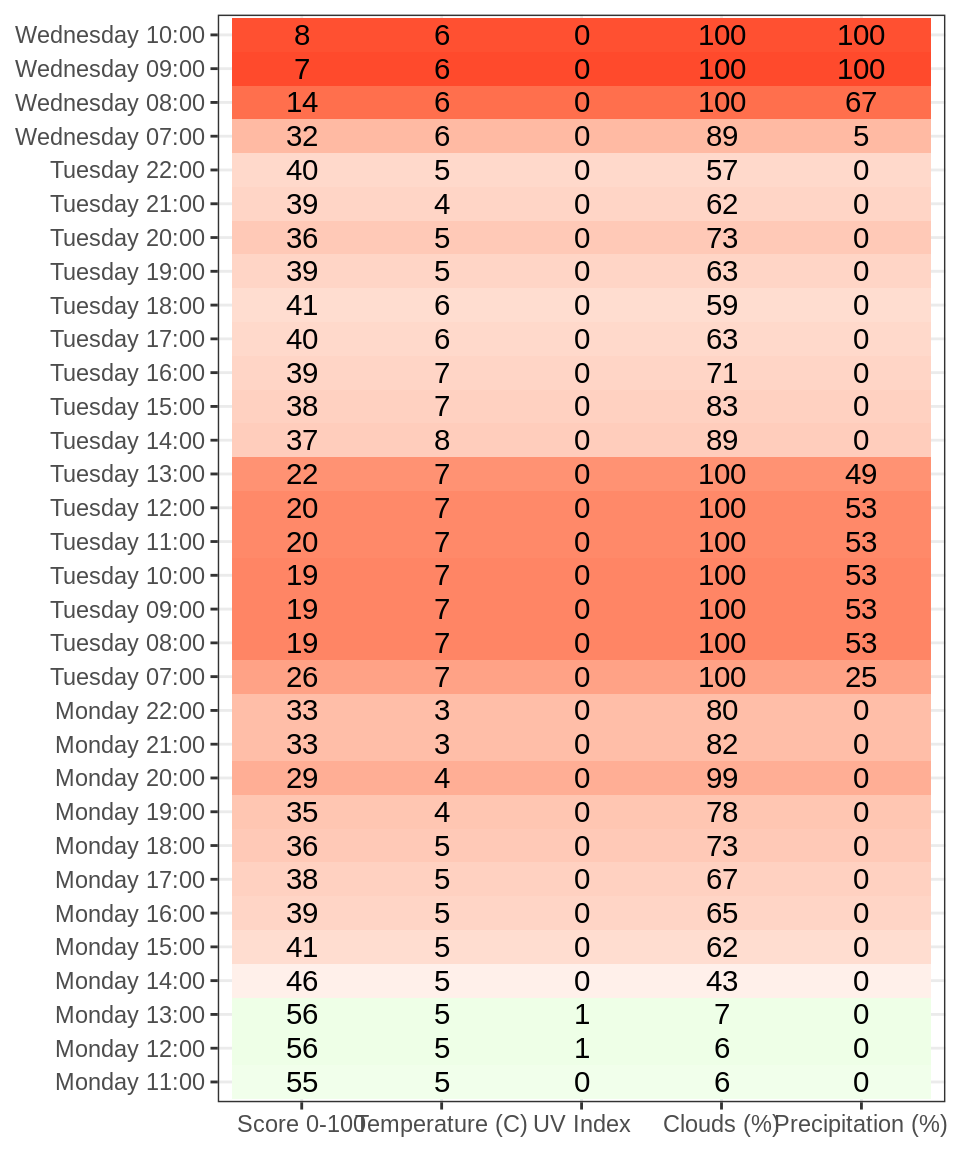 Wednesday 10:00 8 6 0 100 100
Wednesday 09:00 7 6 0 100 100
Wednesday 08:00 14 6 0 100 67
Wednesday 07:00 32 6 0 89 5
Tuesday 22:00 40 5 0 57 0
Tuesday 21:00 39 4 0 62 0
Tuesday 20:00 36 5 0 73 0
Tuesday 19:00 39 5 0 63 0
Tuesday 18:00 41 6 0 59 0
Tuesday 17:00 40 6 0 63 0
Tuesday 16:00 39 7 0 71 0
Tuesday 15:00 38 7 0 83 0
Tuesday 14:00 37 8 0 89 0
Tuesday 13:00 22 7 0 100 49
Tuesday 12:00 20 7 0 100 53
Tuesday 11:00 20 7 0 100 53
Tuesday 10:00 19 7 0 100 53
Tuesday 09:00 19 7 0 100 53
Tuesday 08:00 19 7 0 100 53
Tuesday 07:00 26 7 0 100 25
Monday 22:00 33 3 0 80 0
Monday 21:00 33 3 0 82 0
Monday 20:00 29 4 0 99 0
Monday 19:00 35 4 0 78 0
Monday 18:00 36 5 0 73 0
Monday 17:00 38 5 0 67 0
Monday 16:00 39 5 0 65 0
Monday 15:00 41 5 0 62 0
Monday 14:00 46 5 0 43 0
Monday 13:00 56 5 1 7 0
Monday 12:00 56 5 1 6 0
Monday 11:00 55 5 0 6 0
Score 0-100 Temperature (C) UV Index Clouds (%) Precipitation (%)